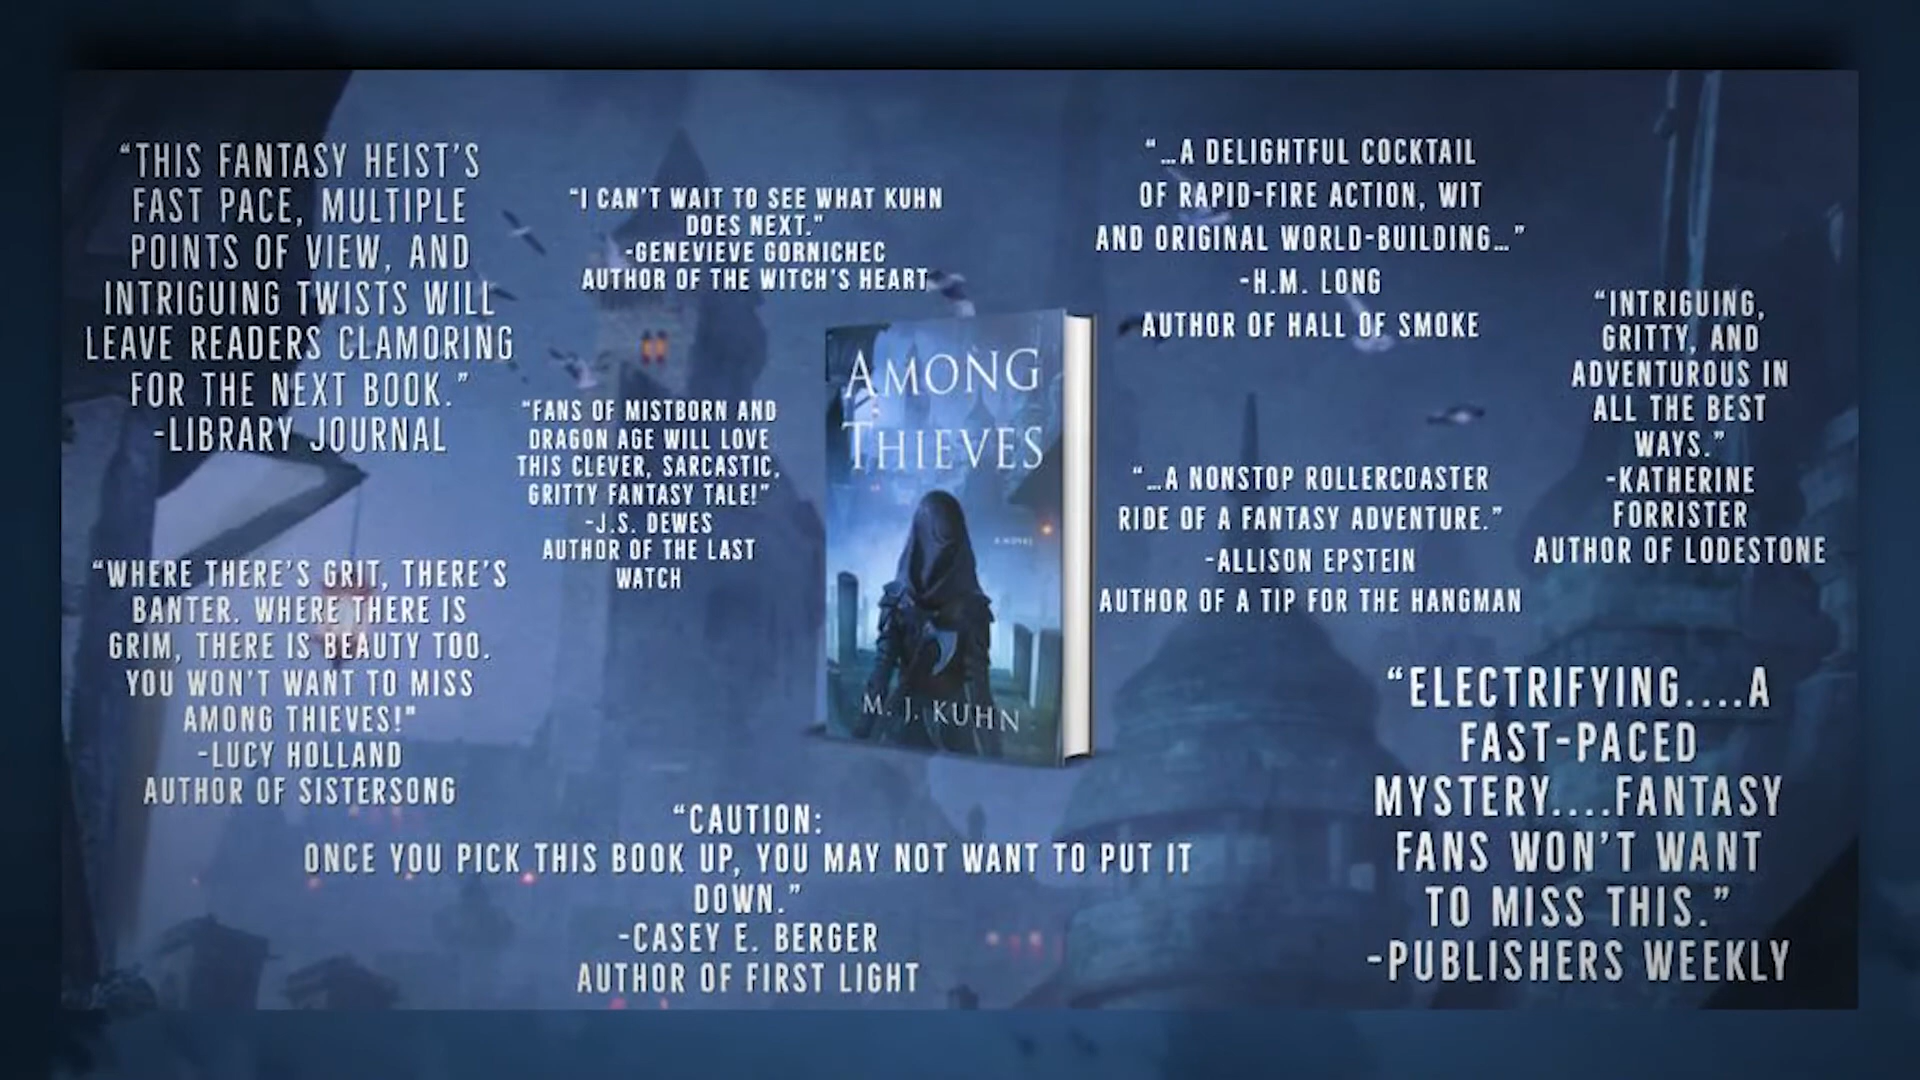 “THIS FANTASY HEIST’S
FAST PACE, MULTIPLE
POINTS OF VIEW, AND
INTRIGUING TWISTS WILL
LEAVE READERS CLAMORING
FOR THE NEXT BOOK.”
-LIBRARY JOURNAL
“I CAN’T WAIT TO SEE WHAT KUHN
DOES NEXT.”
-GENEVIEVE GORNICHEC
AUTHOR OF THE WITCH’S HEART
“…A DELIGHTFUL COCKTAIL
OF RAPID-FIRE ACTION, WIT
AND ORIGINAL WORLD-BUILDING…”
-H.M. LONG
AUTHOR OF HALL OF SMOKE
“INTRIGUING,
GRITTY, AND
ADVENTUROUS IN
ALL THE BEST
WAYS.”
-KATHERINE
FORRISTER
AUTHOR OF LODESTONE
“FANS OF MISTBORN AND
DRAGON AGE WILL LOVE
THIS CLEVER, SARCASTIC,
GRITTY FANTASY TALE!”
-J.S. DEWES
AUTHOR OF THE LAST
WATCH
AMONG
THIEVES
A NOVEL
M. J. KUHN
“…A NONSTOP ROLLERCOASTER
RIDE OF A FANTASY ADVENTURE.”
-ALLISON EPSTEIN
AUTHOR OF A TIP FOR THE HANGMAN
“WHERE THERE’S GRIT, THERE’S
BANTER. WHERE THERE IS
GRIM, THERE IS BEAUTY TOO.
YOU WON’T WANT TO MISS
AMONG THIEVES!"
-LUCY HOLLAND
AUTHOR OF SISTERSONG
“CAUTION:
ONCE YOU PICK THIS BOOK UP, YOU MAY NOT WANT TO PUT IT
DOWN.”
-CASEY E. BERGER
AUTHOR OF FIRST LIGHT
“ELECTRIFYING....A
FAST-PACED
MYSTERY....FANTASY
FANS WON’T WANT
TO MISS THIS.”
-PUBLISHERS WEEKLY